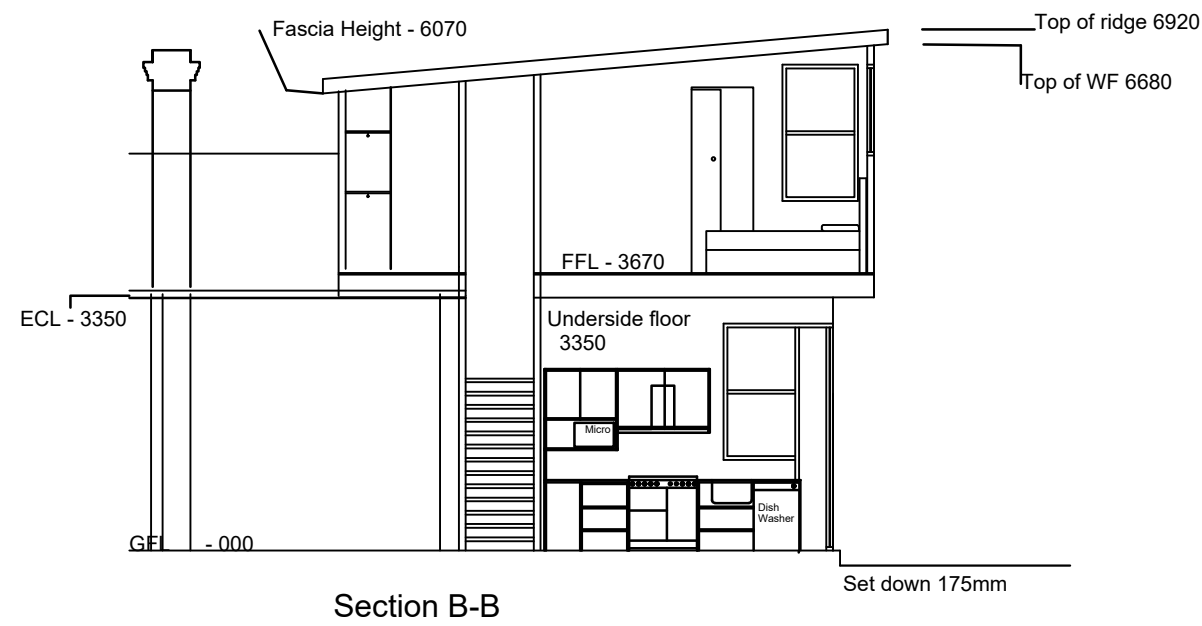 Fascia Height - 6070
Top of ridge 6920
Top of WF 6680
FFL - 3670
ECL - 3350
Underside floor
3350
Micro
Dish
Washer
GFL - 000
Set down 175mm
Section B-B